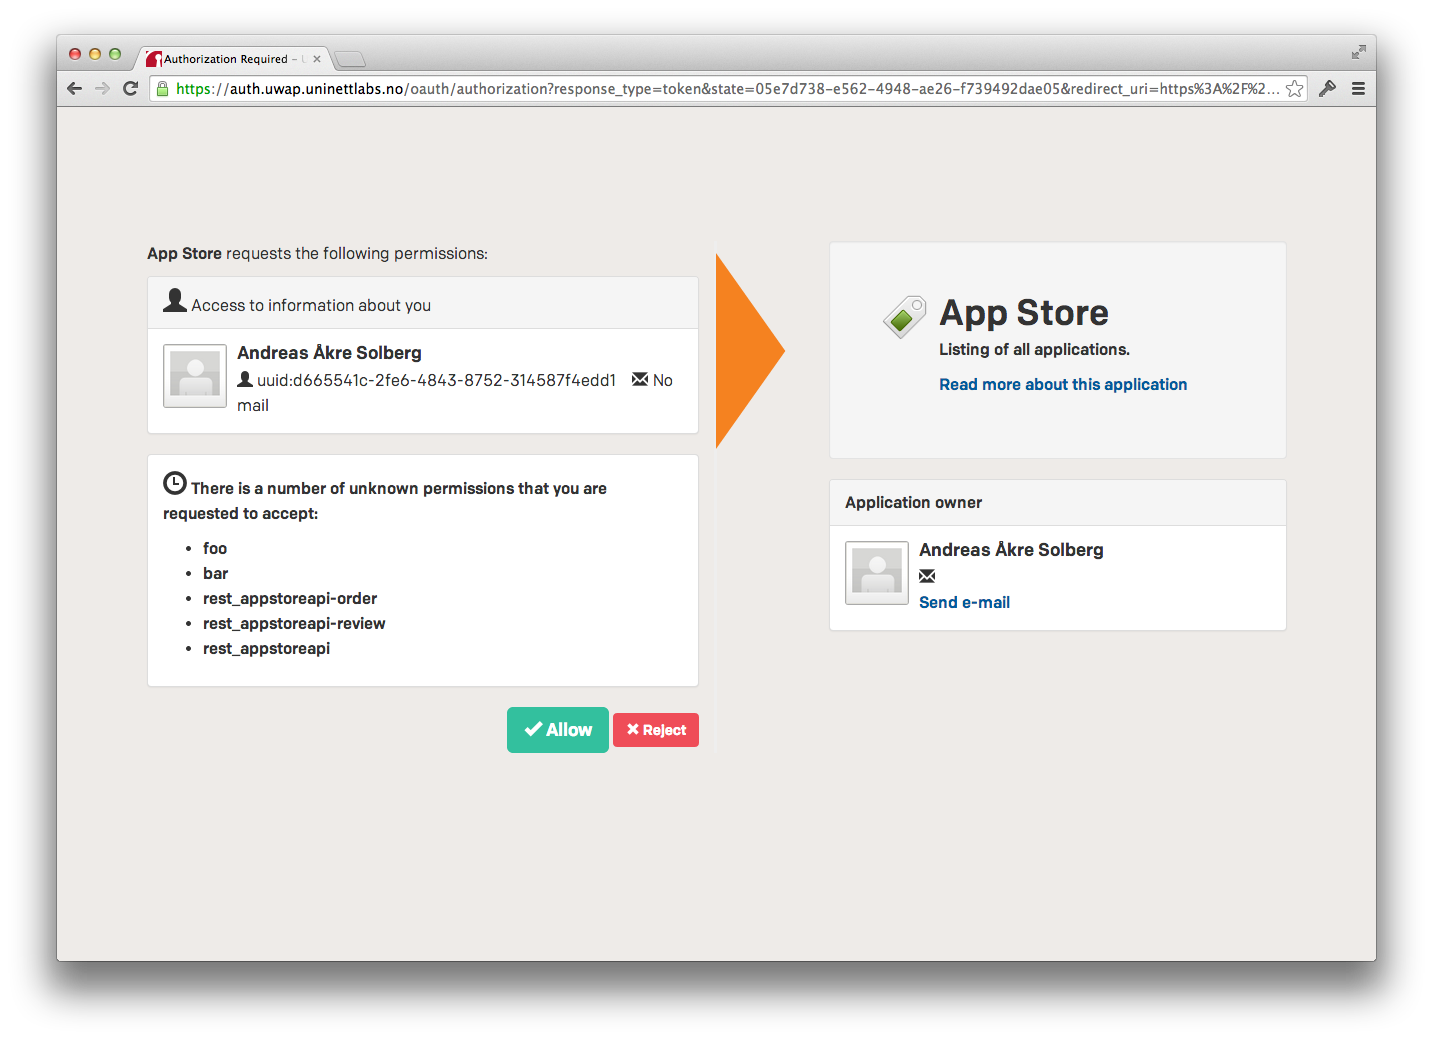 Authorization Required –
https://auth.uwap.uninettlabs.no/oauth/authorization?response_type=token&state=05e7d738-e562-4948-ae26-f739492dae05&redirect_uri=https%3A%2F%2...
App Store requests the following permissions:
Access to information about you
Andreas Åkre Solberg
uuid:d665541c-2fe6-4843-8752-314587f4edd1 No
mail
There is a number of unknown permissions that you are
requested to accept:
• foo
• bar
• rest_appstoreapi-order
• rest_appstoreapi-review
• rest_appstoreapi
Allow Reject
App Store
Listing of all applications.
Read more about this application
Application owner
Andreas Åkre Solberg
Send e-mail